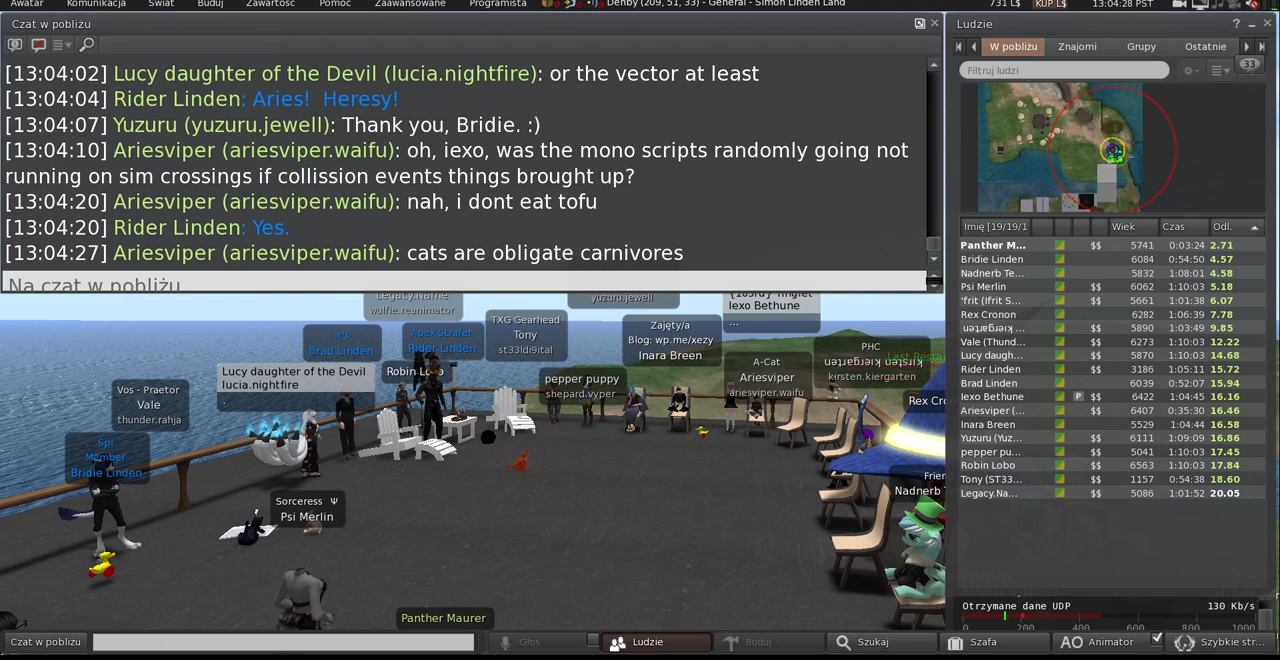 Awatar Komunikacja Świat Buduj Zawartość Pomoc Zaawansowane Programista Denby (209, 51, 33) - General - Simon Linden Land 731 L$ KUP L$ 13:04:28 PST
Czat w pobliżu
[13:04:02] Lucy daughter of the Devil (lucia.nightfire): or the vector at least
[13:04:04] Rider Linden: Aries!  Heresy!
[13:04:07] Yuzuru (yuzuru.jewell): Thank you, Bridie. :)
[13:04:10] Ariesviper (ariesviper.waifu): oh, iexo, was the mono scripts randomly going not
running on sim crossings if collission events things brought up?
[13:04:20] Ariesviper (ariesviper.waifu): nah, i dont eat tofu
[13:04:20] Rider Linden: Yes.
[13:04:27] Ariesviper (ariesviper.waifu): cats are obligate carnivores
Na czat w pobliżu
Legacy.Name
wulfie.reanimator
yuzuru.jewell
Iexo Bethune
...
It's
Brad Linden
Apex Strafer
Rider Linden
TXG Gearhead
Tony
st33ldi9ital
Zajęty/a
Blog: wp.me/xezy
Inara Breen
PHC
kirsten.kiergarten
A-Cat
Ariesviper
ariesviper.waifu
Lucy daughter of the Devil
lucia.nightfire
.
Robin Lobo
pepper puppy
shepard.vyper
Vos - Praetor
Vale
thunder.rahja
Rex Cro
Spi
Member
Bridie Linden
Sorceress Ψ
Psi Merlin
Frien
Nadnerb T
Panther Maurer
Ludzie
W pobliżu Znajomi Grupy Ostatnie
Filtruj ludzi
33
Imię [19/19/1 Wiek Czas Odl.
Panther M... $$ 5741 0:03:24 2.71
Bridie Linden 6084 0:54:50 4.57
Nadnerb Te... 5832 1:08:01 4.58
Psi Merlin $$ 6062 1:10:03 5.18
'frit (Ifrit S... $$ 5661 1:01:38 6.07
Rex Cronon 6282 1:06:39 7.78
$$ 5890 1:03:49 9.85
Vale (Thund... $$ 6273 1:10:03 12.22
Lucy daugh... $$ 5870 1:10:03 14.68
Rider Linden $$ 3186 1:05:11 15.72
Brad Linden 6039 0:52:07 15.94
Iexo Bethune P $$ 6422 1:04:45 16.16
Ariesviper (... $$ 6407 0:35:30 16.46
Inara Breen 5529 1:04:44 16.58
Yuzuru (Yuz... $$ 6111 1:09:09 16.86
pepper pu... $$ 5041 1:10:03 17.45
Robin Lobo $$ 6563 1:10:03 17.84
Tony (ST33... $$ 1157 0:54:38 18.60
Legacy.Na... $$ 5086 1:01:52 20.05
Otrzymane dane UDP 130 Kb/s
0 200 400 600 800 1000
Czat w pobliżu Głos Ludzie Buduj Szukaj Szafa AO Animator Szybkie str...